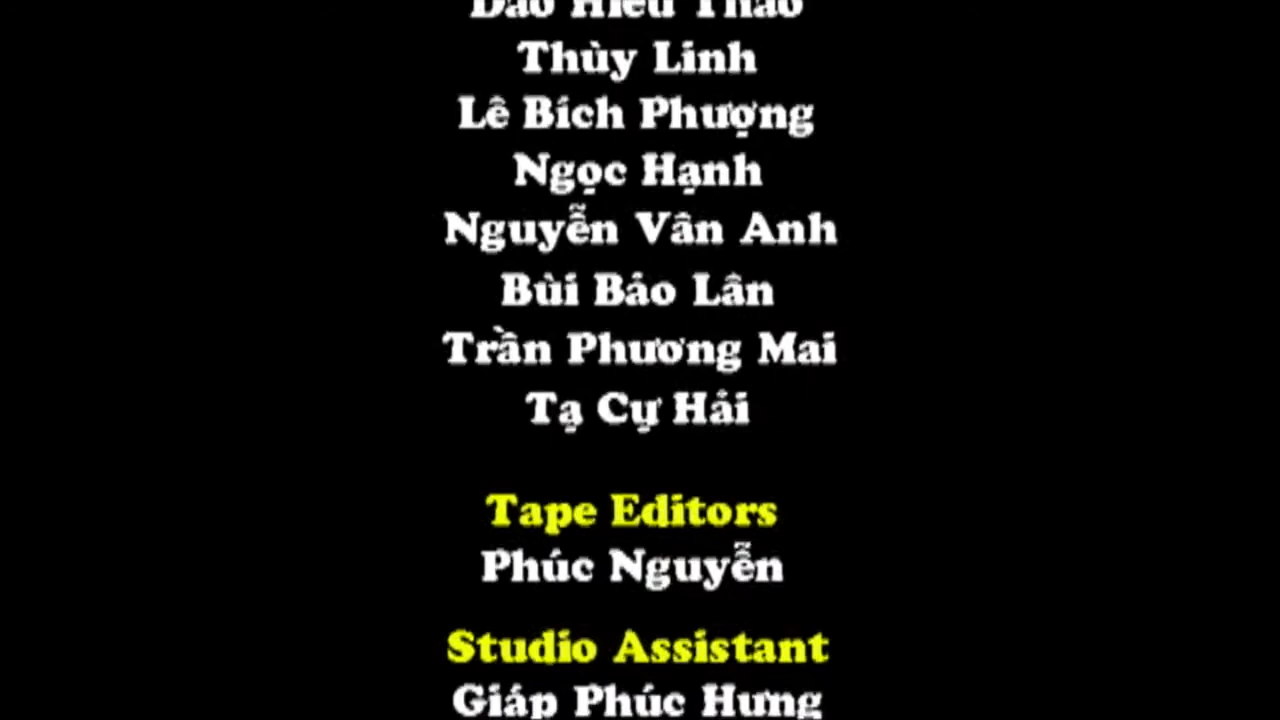 Thùy Linh
Lê Bích Phượng
Ngọc Hạnh
Nguyễn Vân Anh
Bùi Bảo Lân
Trần Phương Mai
Tạ Cự Hải
Tape Editors
Phúc Nguyễn
Studio Assistant
Giáp Phúc Hưng